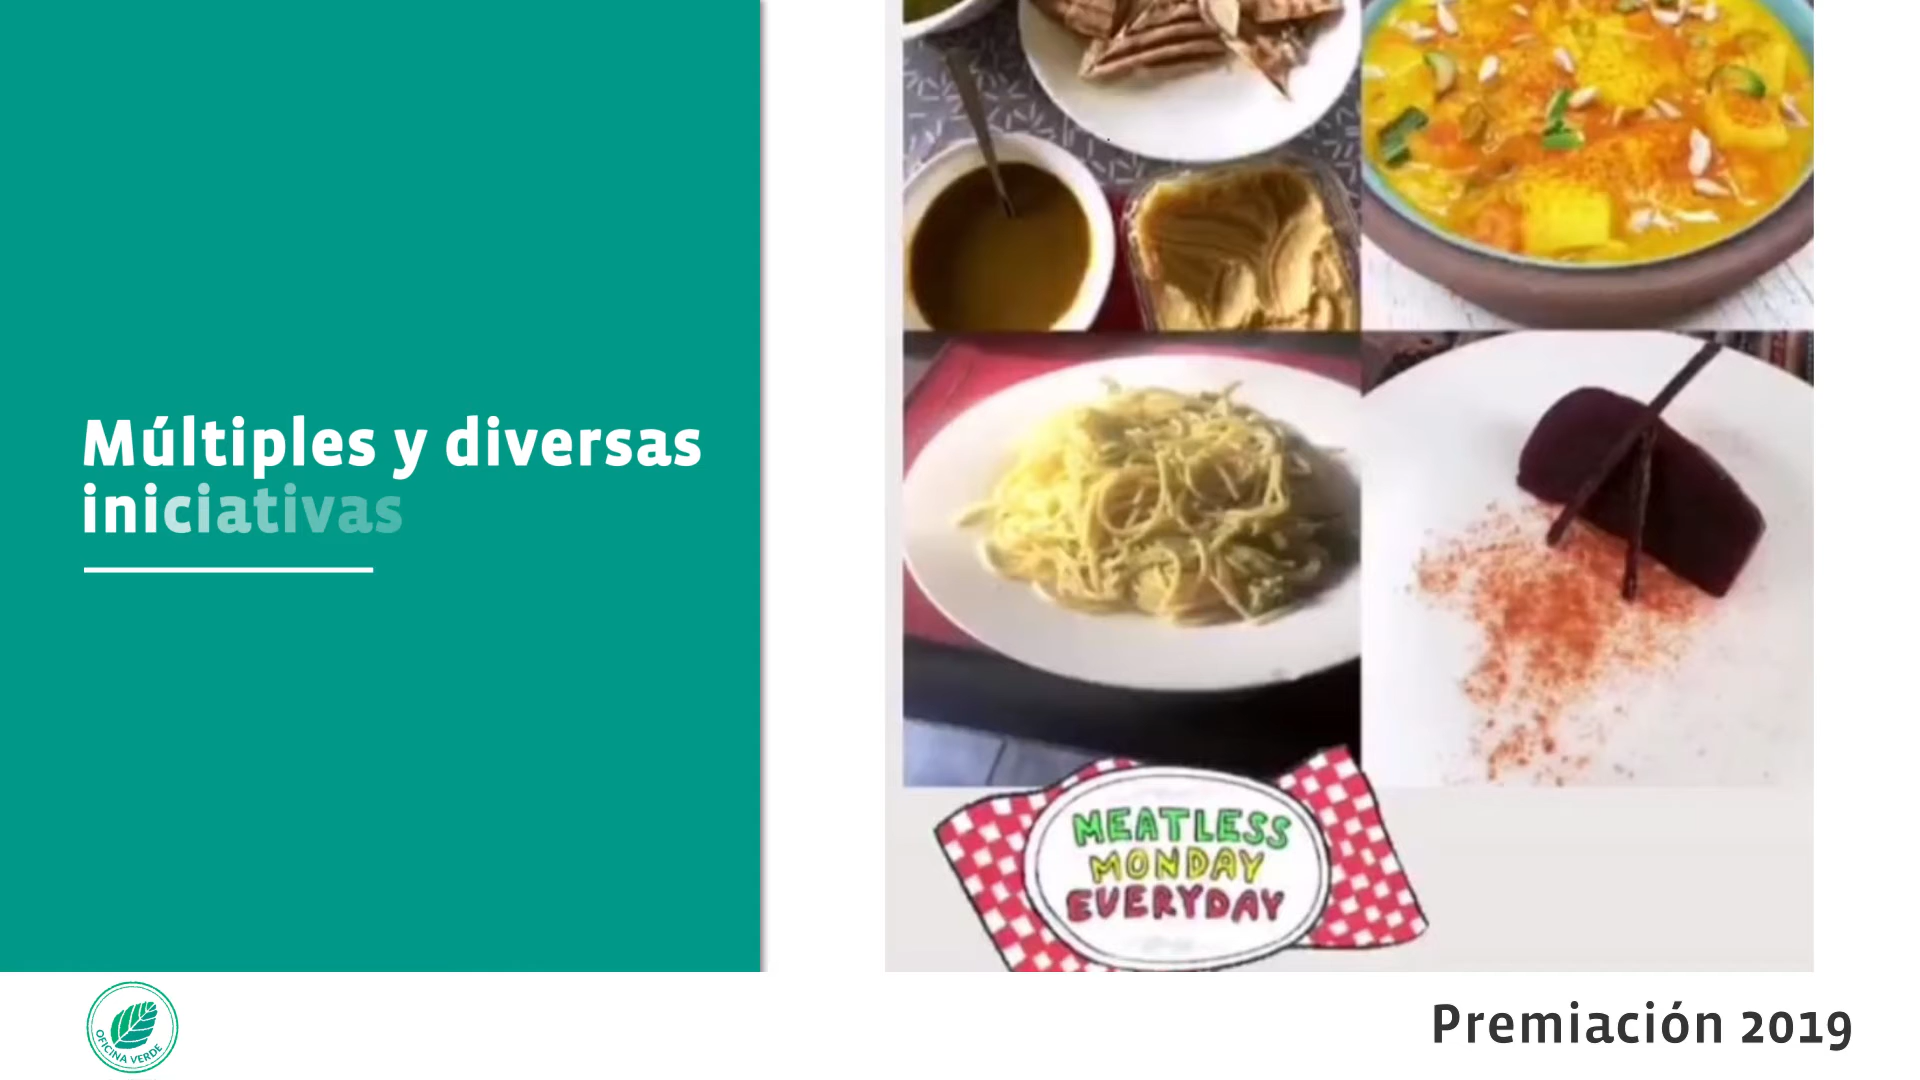 Múltiples y diversas
iniciativas
MEATLESS
MONDAY
EVERYDAY
OFICINA VERDE
Premiación 2019